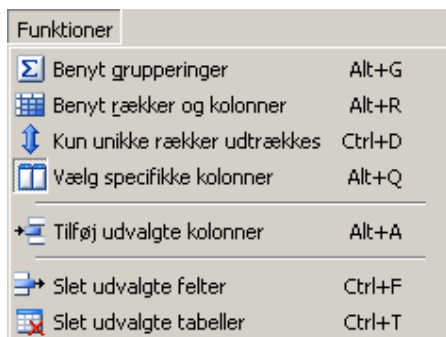 Funktioner
Benyt grupperinger Alt+G
Benyt rækker og kolonner Alt+R
Kun unikke rækker udtrækkes Ctrl+D
Vælg specifikke kolonner Alt+Q
Tilføj udvalgte kolonner Alt+A
Slet udvalgte felter Ctrl+F
Slet udvalgte tabeller Ctrl+T